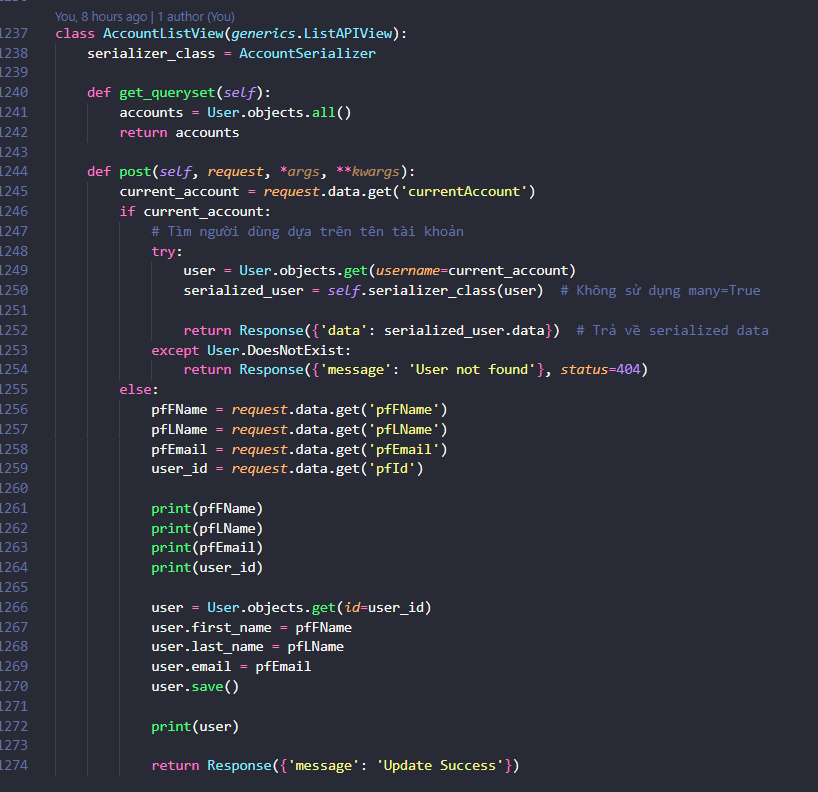 You, 8 hours ago | 1 author (You)
1237 class AccountListView(generics.ListAPIView):
1238     serializer_class = AccountSerializer
1239
1240     def get_queryset(self):
1241         accounts = User.objects.all()
1242         return accounts
1243
1244     def post(self, request, *args, **kwargs):
1245         current_account = request.data.get('currentAccount')
1246         if current_account:
1247             # Tìm người dùng dựa trên tên tài khoản
1248             try:
1249                 user = User.objects.get(username=current_account)
1250                 serialized_user = self.serializer_class(user)  # Không sử dụng many=True
1251
1252                 return Response({'data': serialized_user.data})  # Trả về serialized data
1253             except User.DoesNotExist:
1254                 return Response({'message': 'User not found'}, status=404)
1255         else:
1256             pfFName = request.data.get('pfFName')
1257             pfLName = request.data.get('pfLName')
1258             pfEmail = request.data.get('pfEmail')
1259             user_id = request.data.get('pfId')
1260
1261             print(pfFName)
1262             print(pfLName)
1263             print(pfEmail)
1264             print(user_id)
1265
1266             user = User.objects.get(id=user_id)
1267             user.first_name = pfFName
1268             user.last_name = pfLName
1269             user.email = pfEmail
1270             user.save()
1271
1272             print(user)
1273
1274             return Response({'message': 'Update Success'})